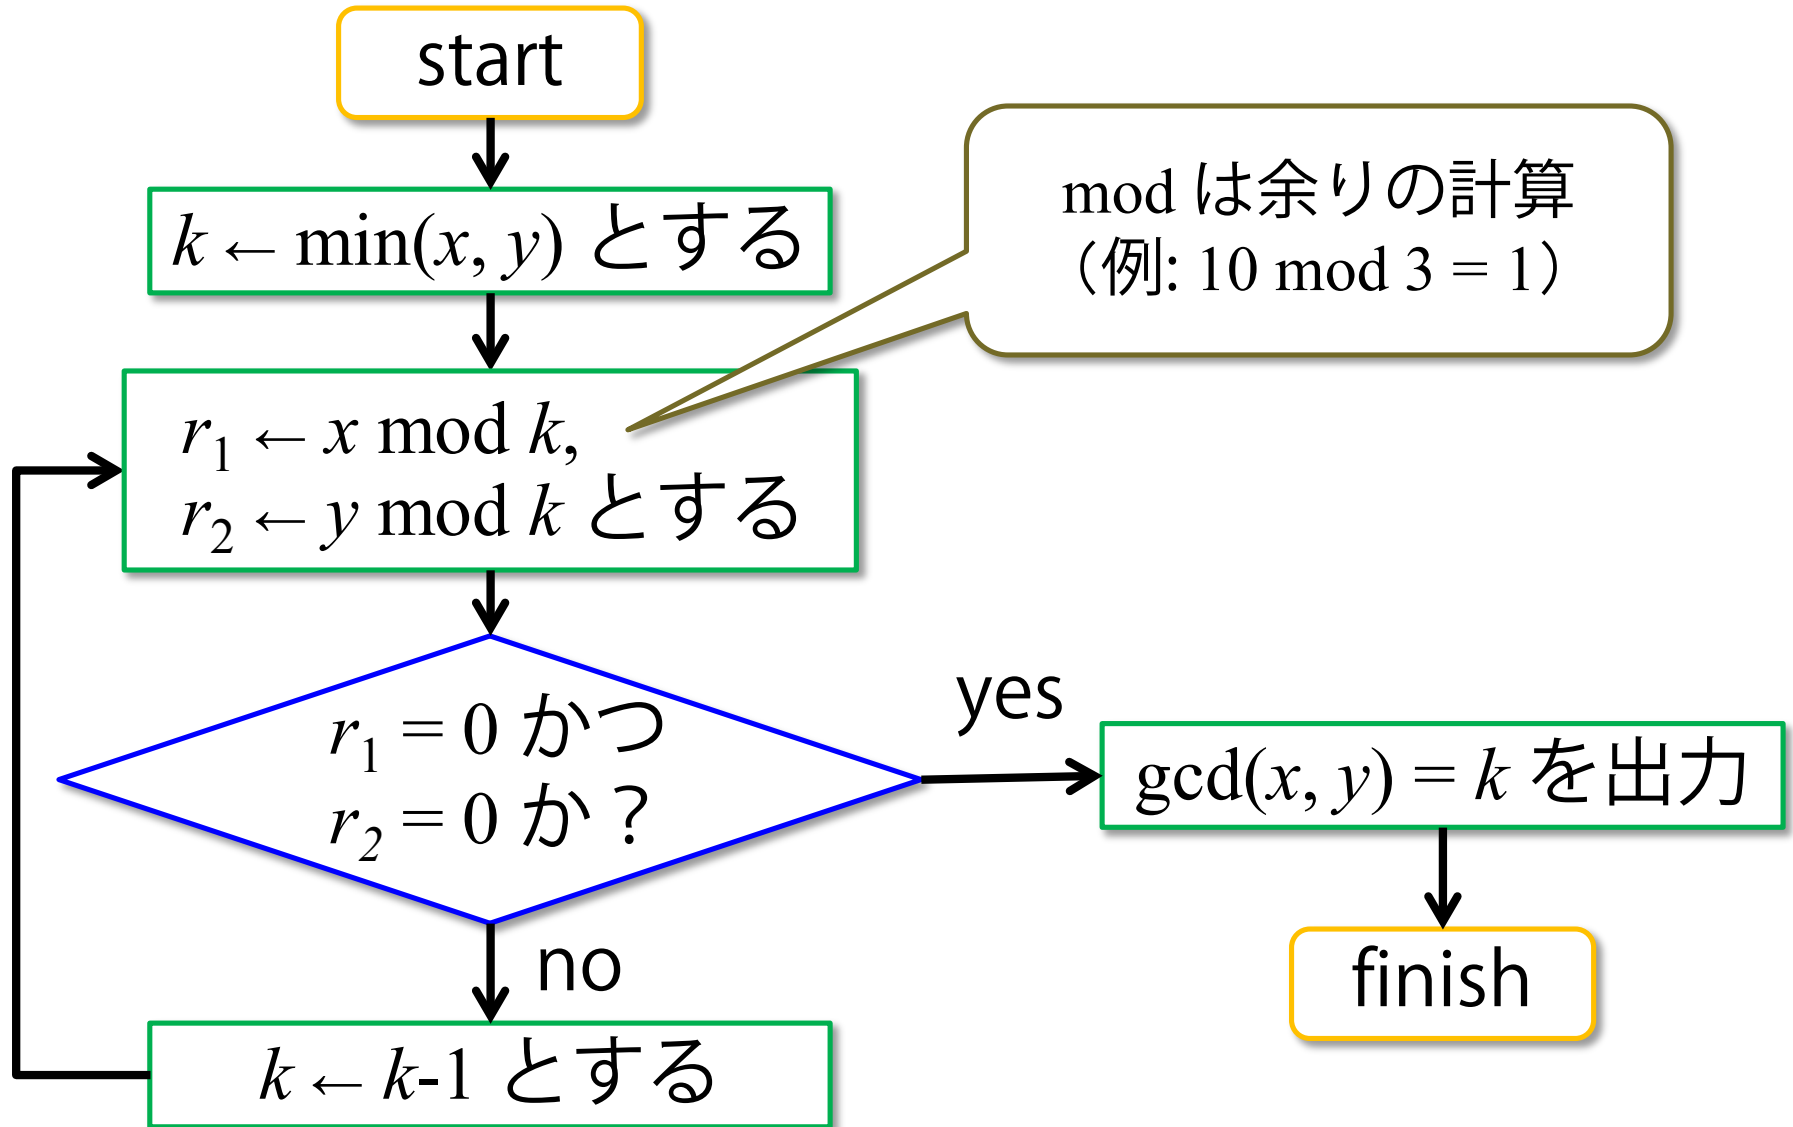 start
k ← min(x, y) とする
mod は余りの計算
（例: 10 mod 3 = 1）
r₁ ← x mod k,
r₂ ← y mod k とする
r₁ = 0 かつ
r₂ = 0 か？
yes
gcd(x, y) = k を出力
no
finish
k ← k-1 とする